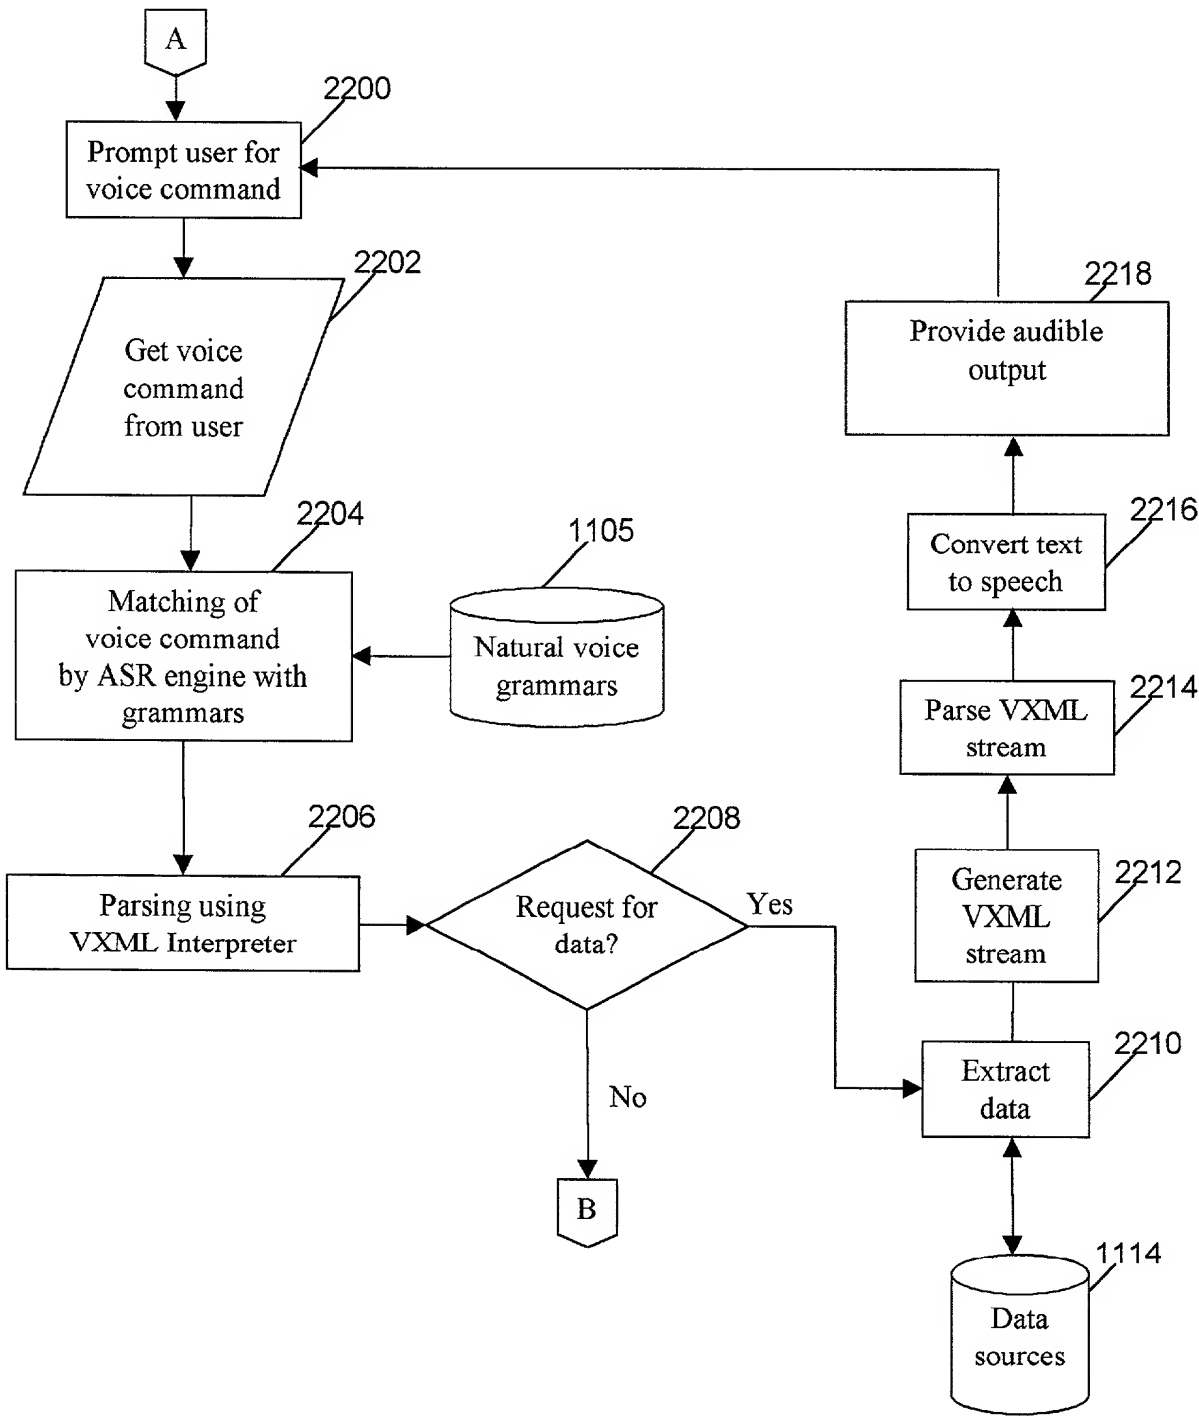 A
2200
Prompt user for
voice command
2202
Get voice
command
from user
2204
Matching of
voice command
by ASR engine with
grammars
1105
Natural voice
grammars
2206
Parsing using
VXML Interpreter
2208
Request for
data?
Yes
No
B
2218
Provide audible
output
2216
Convert text
to speech
2214
Parse VXML
stream
2212
Generate
VXML
stream
2210
Extract
data
1114
Data
sources